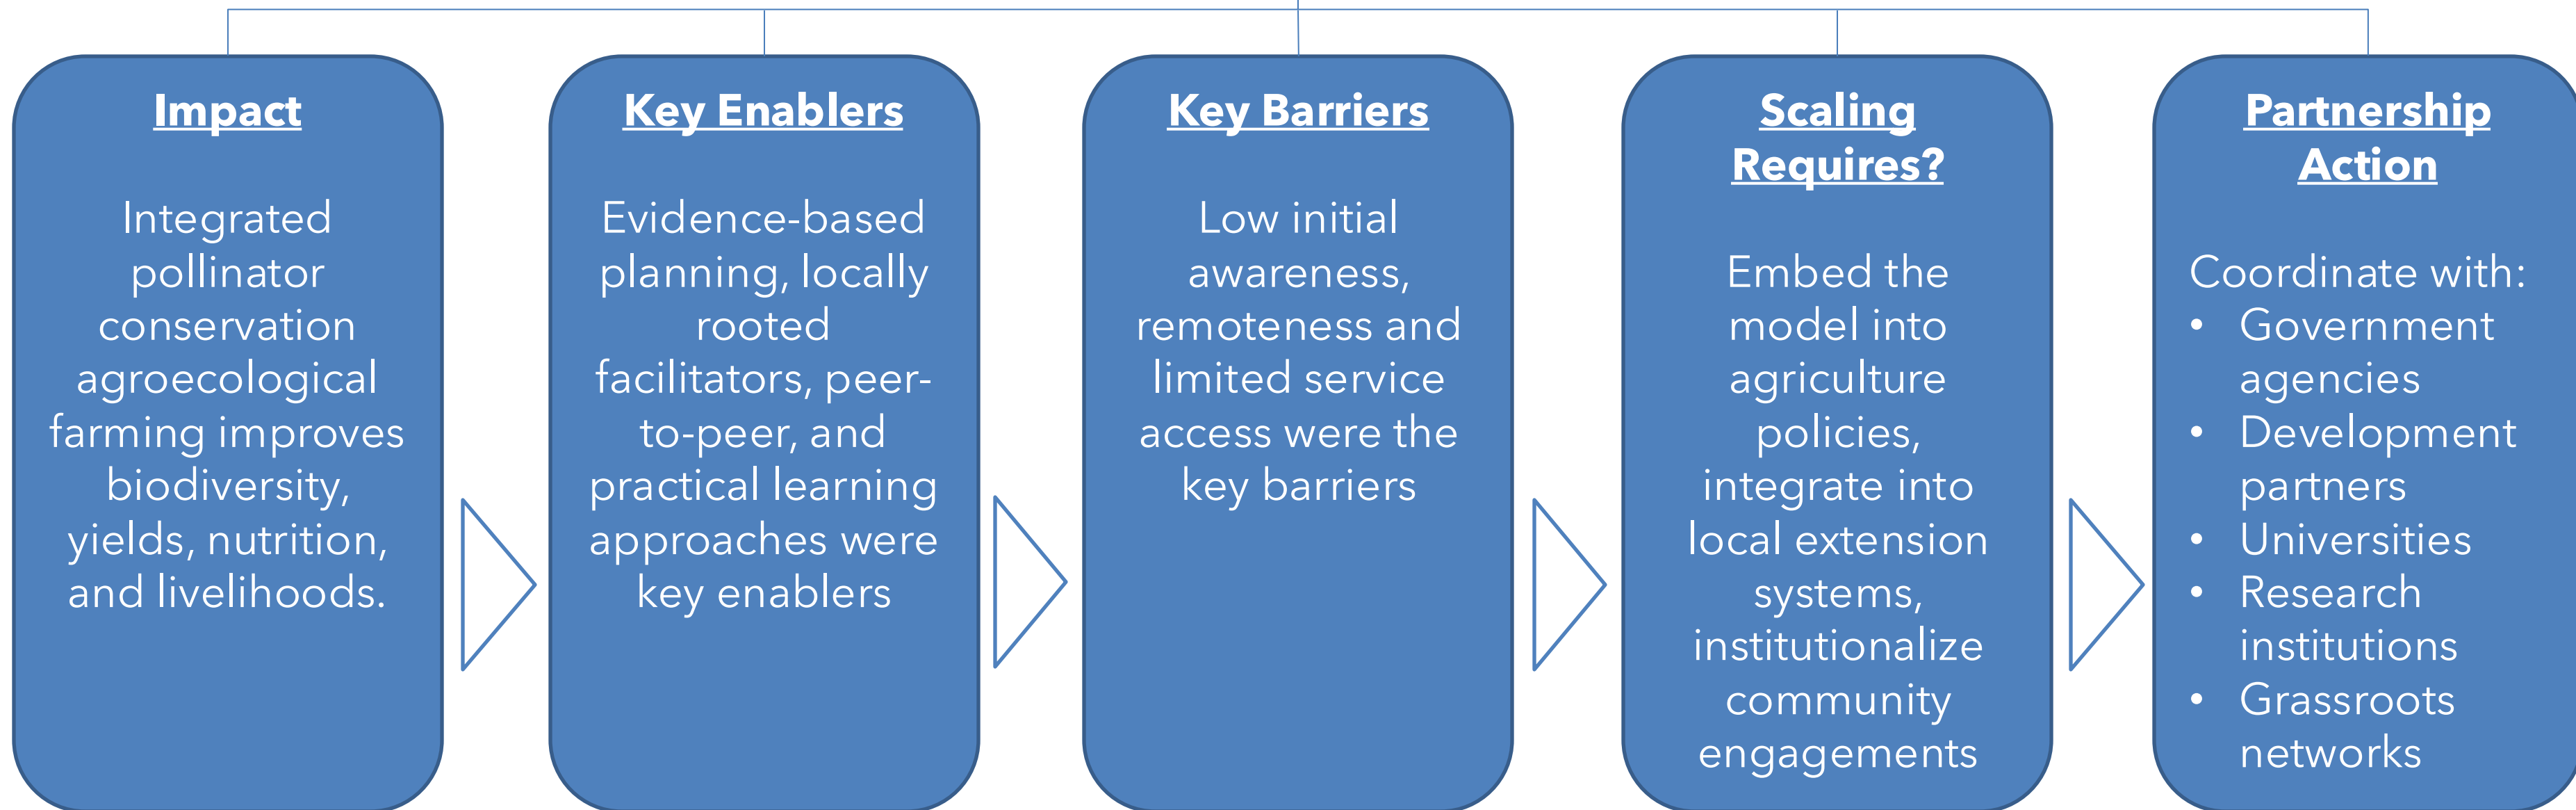 Impact
Integrated
pollinator
conservation
agroecological
farming improves
biodiversity,
yields, nutrition,
and livelihoods.
Key Enablers
Evidence-based
planning, locally
rooted
facilitators, peer-
to-peer, and
practical learning
approaches were
key enablers
Key Barriers
Low initial
awareness,
remoteness and
limited service
access were the
key barriers
Scaling
Requires?
Embed the
model into
agriculture
policies,
integrate into
local extension
systems,
institutionalize
community
engagements
Partnership
Action
Coordinate with:
• Government
agencies
• Development
partners
• Universities
• Research
institutions
• Grassroots
networks